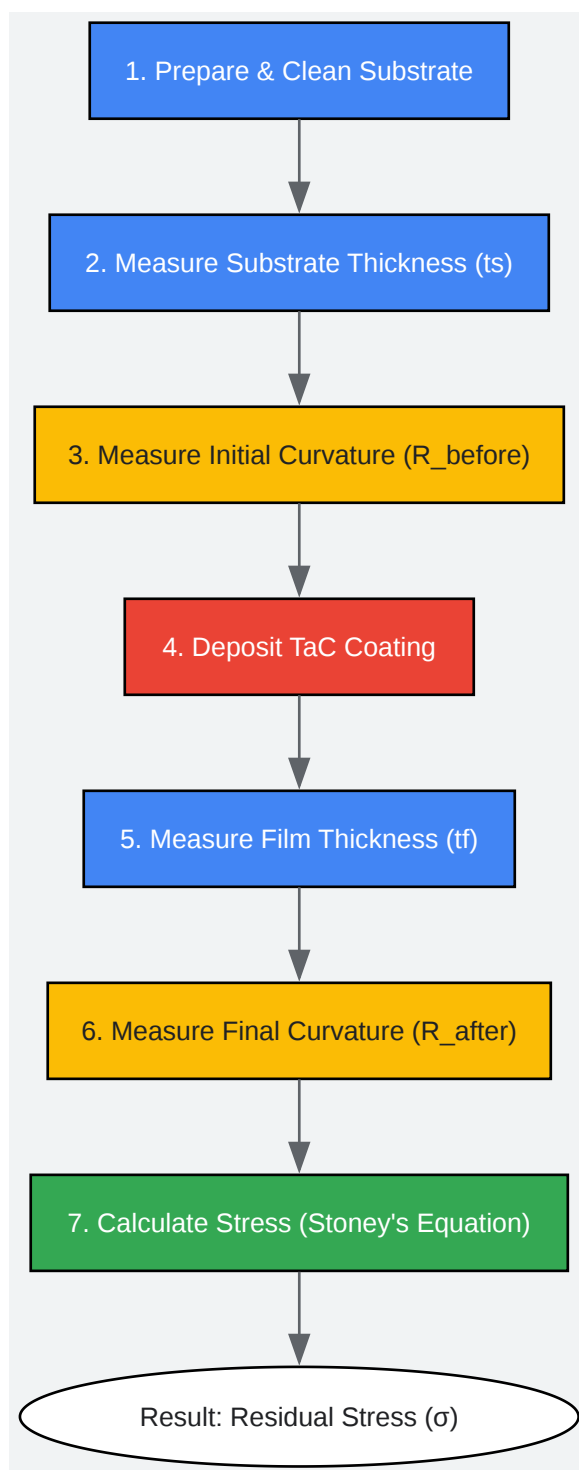 1. Prepare & Clean Substrate
2. Measure Substrate Thickness (ts)
3. Measure Initial Curvature (R_before)
4. Deposit TaC Coating
5. Measure Film Thickness (tf)
6. Measure Final Curvature (R_after)
7. Calculate Stress (Stoney's Equation)
Result: Residual Stress (σ)